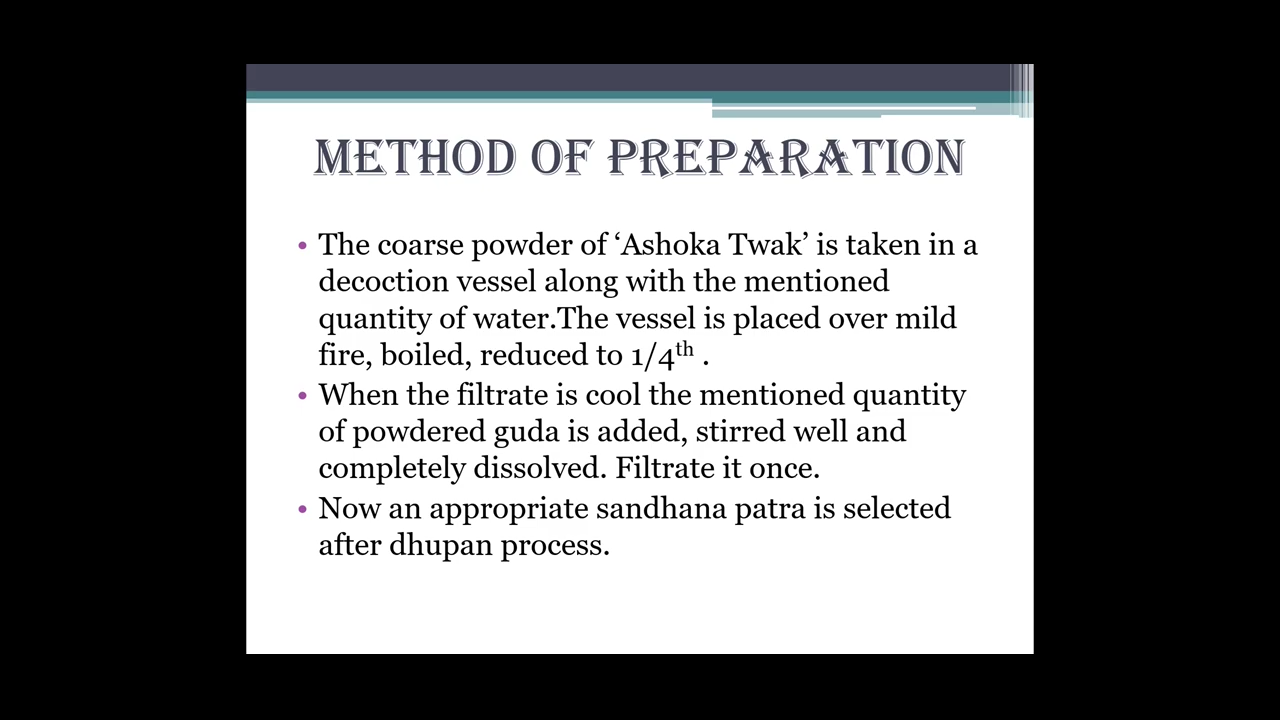 METHOD OF PREPARATION
• The coarse powder of ‘Ashoka Twak’ is taken in a
decoction vessel along with the mentioned
quantity of water.The vessel is placed over mild
fire, boiled, reduced to 1/4th .
• When the filtrate is cool the mentioned quantity
of powdered guda is added, stirred well and
completely dissolved. Filtrate it once.
• Now an appropriate sandhana patra is selected
after dhupan process.